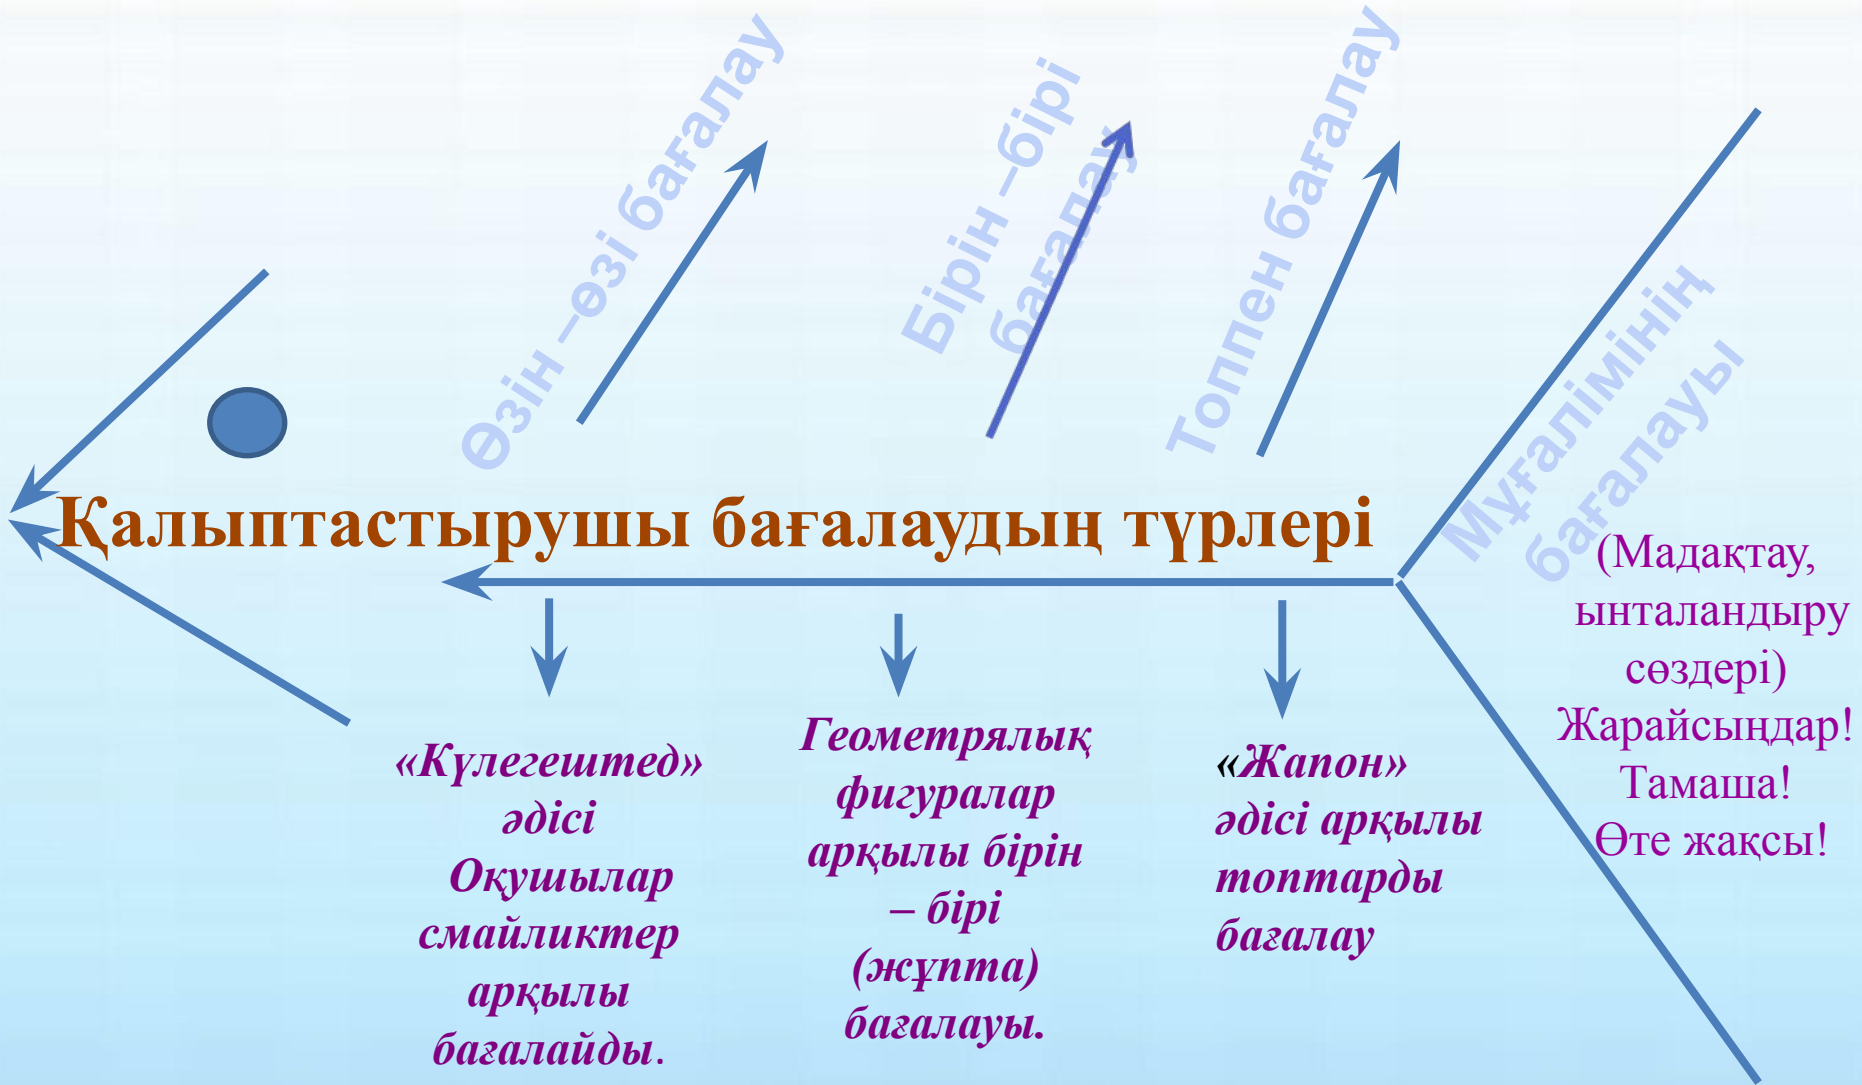 Өзін –өзі бағалау
Бірін –бірі
бағалау
Топпен бағалау
Мұғалімінің
бағалауы
Қалыптастырушы бағалаудың түрлері
«Күлегештед»
әдісі
Оқушылар
смайликтер
арқылы
бағалайды.
Геометрялық
фигуралар
арқылы бірін
– бірі
(жұпта)
бағалауы.
«Жапон»
әдісі арқылы
топтарды
бағалау
(Мадақтау,
ынталандыру
сөздері)
Жарайсыңдар!
Тамаша!
Өте жақсы!